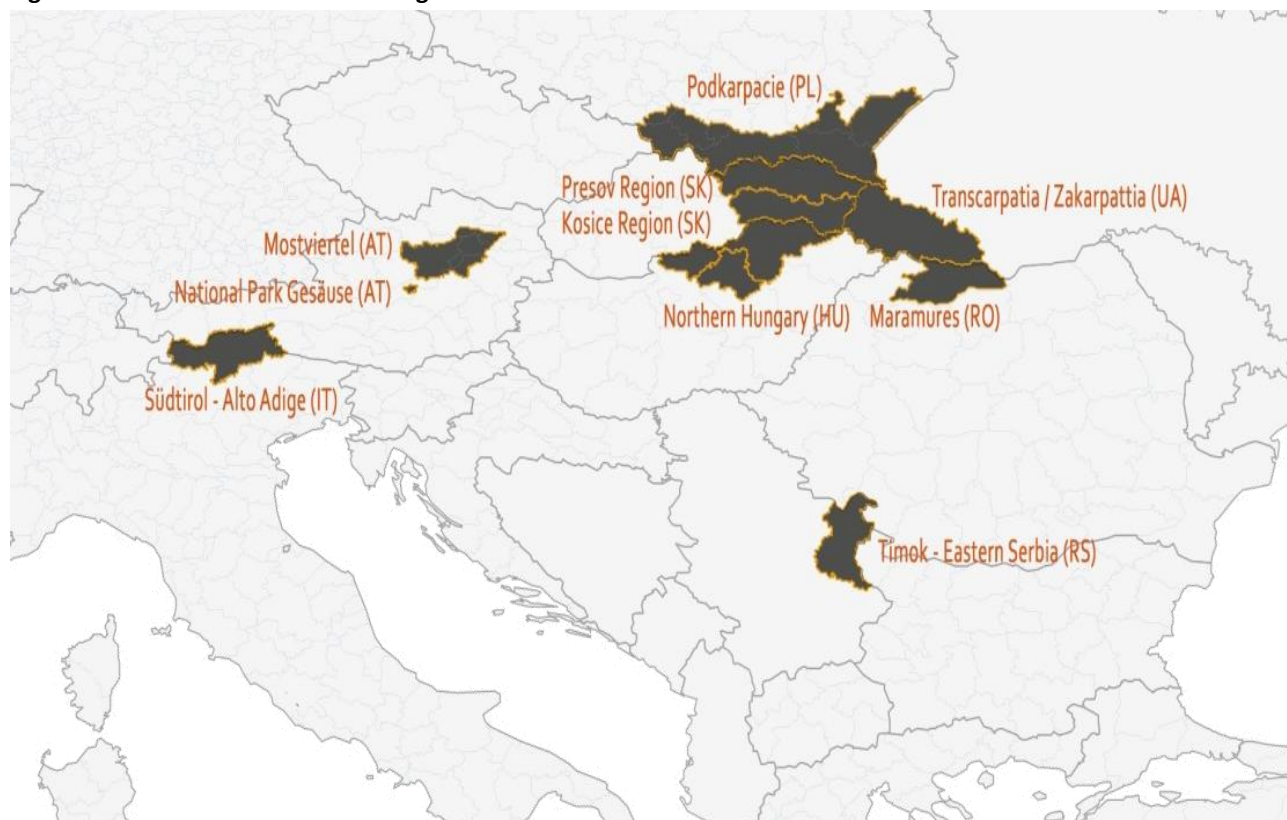 Podkarpacie (PL)
Presov Region (SK)
Transcarpatia / Zakarpattia (UA)
Kosice Region (SK)
Mostviertel (AT)
National Park Gesäuse (AT)
Northern Hungary (HU)
Maramures (RO)
Südtirol - Alto Adige (IT)
Timok - Eastern Serbia (RS)